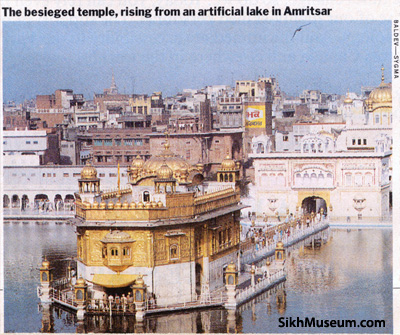 The besieged temple, rising from an artificial lake in Amritsar
BALDEV—SYGMA
SikhMuseum.com